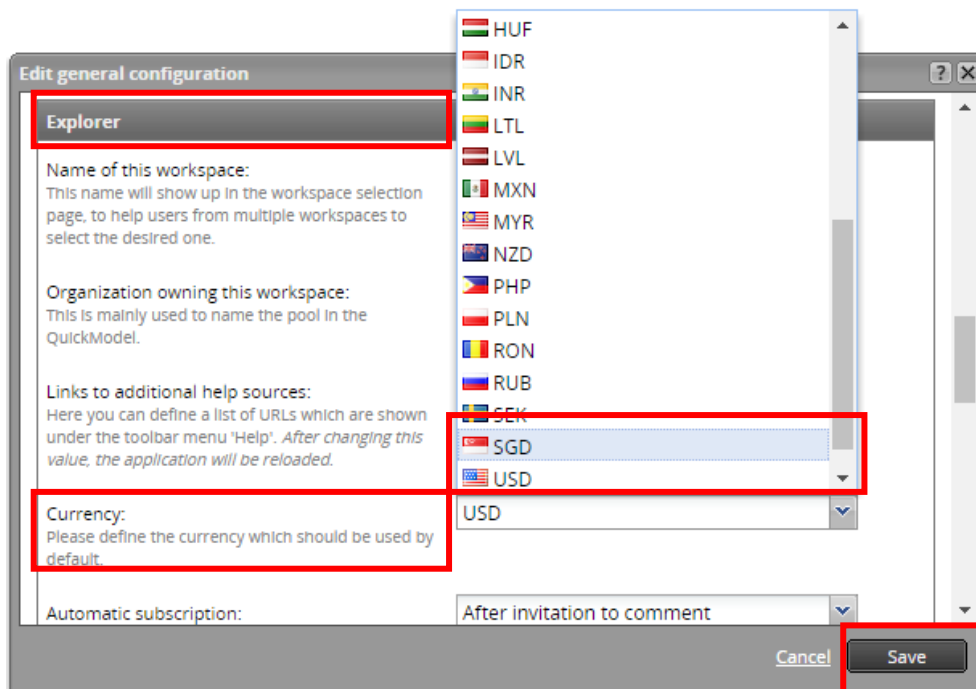 HUF
Edit general configuration
IDR
INR
Explorer
LTL
LVL
Name of this workspace:
This name will show up in the workspace selection
page, to help users from multiple workspaces to
select the desired one.
MXN
MYR
NZD
PHP
Organization owning this workspace:
This is mainly used to name the pool in the
QuickModel.
PLN
RON
RUB
Links to additional help sources:
Here you can define a list of URLs which are shown
under the toolbar menu 'Help'. After changing this
value, the application will be reloaded.
SEK
SGD
USD
Currency:
Please define the currency which should be used by
default.
USD
Automatic subscription:
After invitation to comment
Cancel
Save